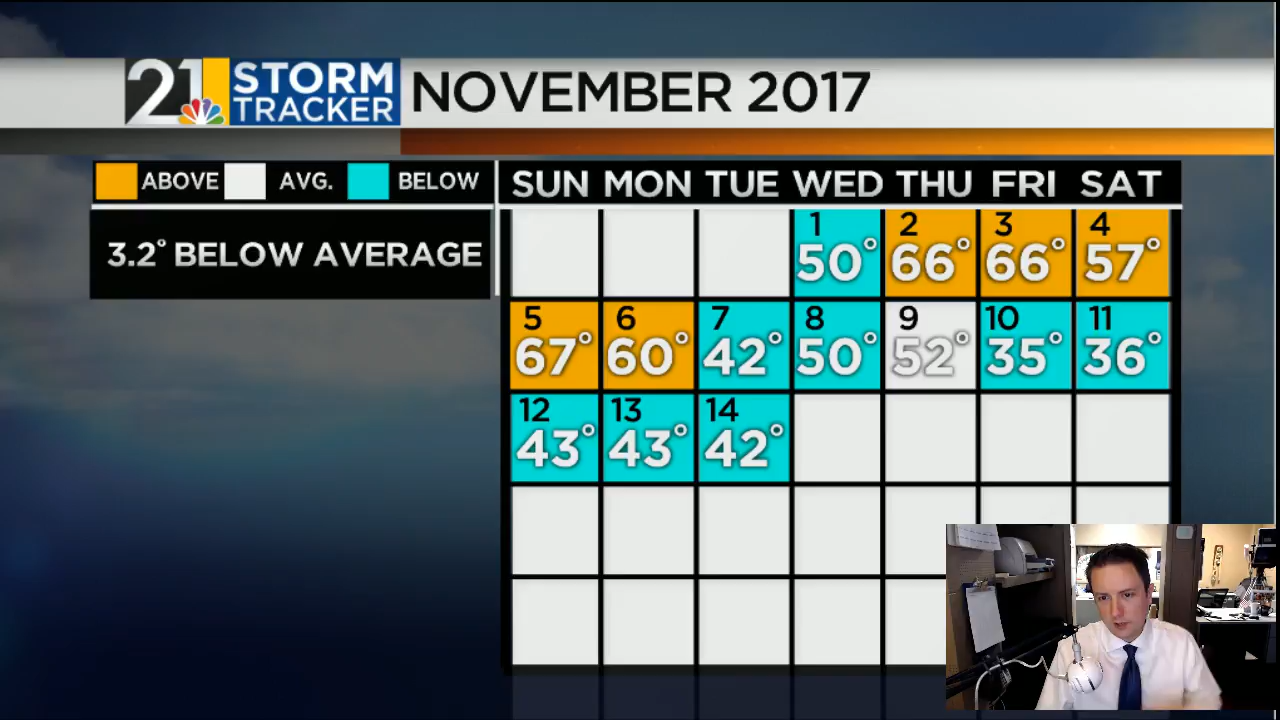 21 STORM TRACKER NOVEMBER 2017
ABOVE AVG. BELOW SUN MON TUE WED THU FRI SAT
3.2° BELOW AVERAGE
1 2 3 4
50° 66° 66° 57°
5 6 7 8 9 10 11
67° 60° 42° 50° 52° 35° 36°
12 13 14
43° 43° 42°